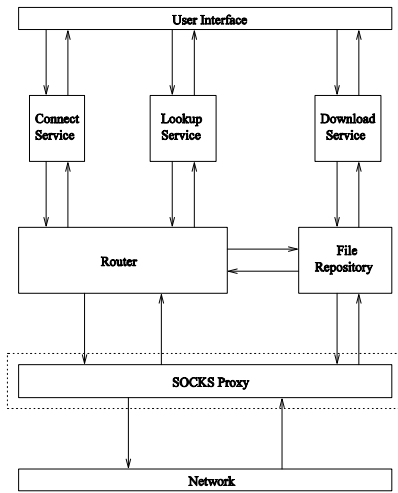 User Interface
Connect
Service
Lookup
Service
Download
Service
Router
File
Repository
SOCKS Proxy
Network